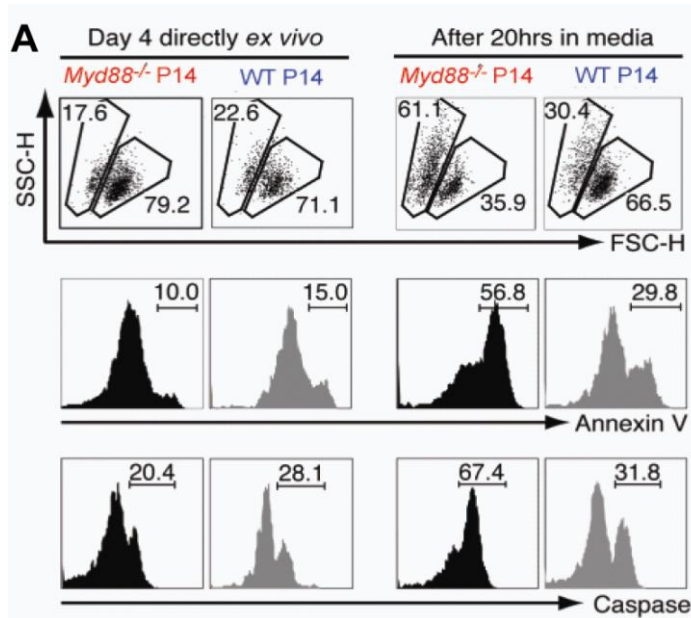 A
Day 4 directly ex vivo
After 20hrs in media
Myd88-/- P14
WT P14
Myd88-/- P14
WT P14
SSC-H
17.6
79.2
22.6
71.1
61.1
35.9
30.4
66.5
FSC-H
10.0
15.0
56.8
29.8
Annexin V
20.4
28.1
67.4
31.8
Caspase